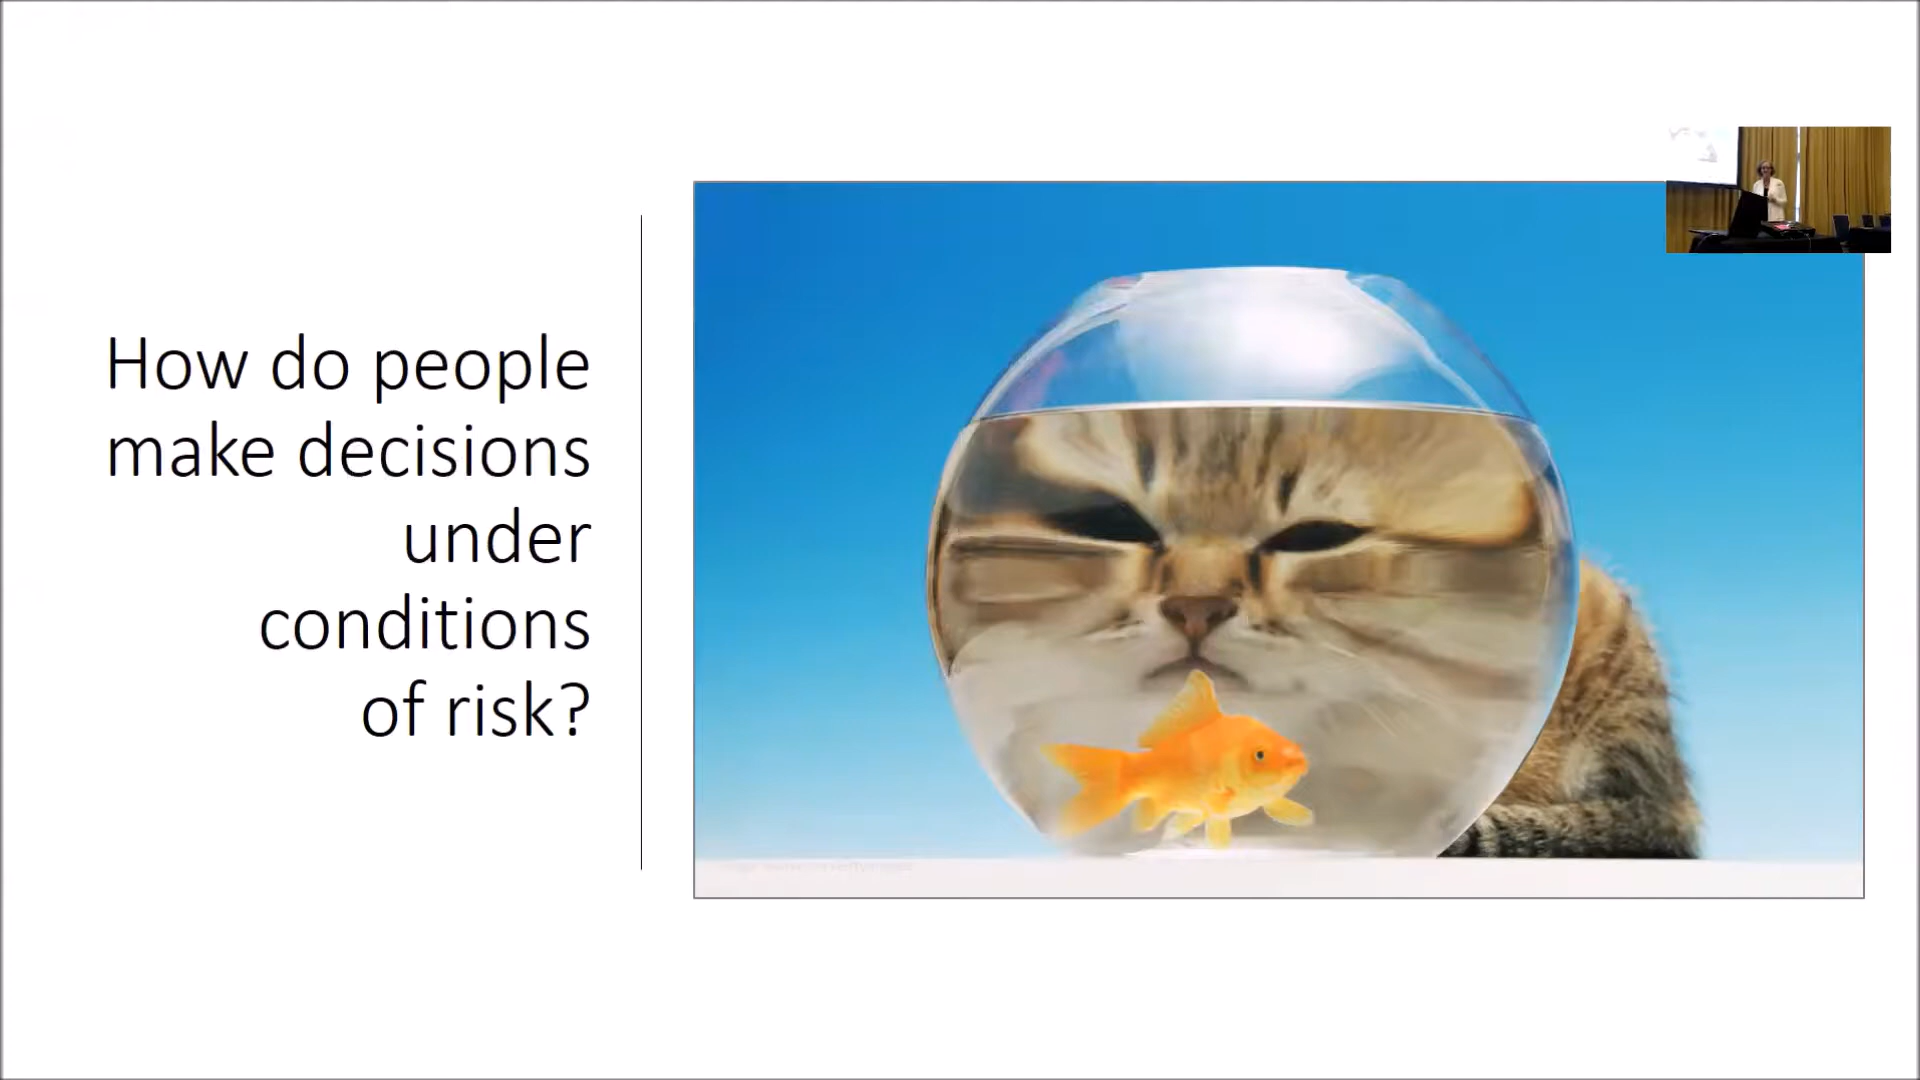 How do people
make decisions
under
conditions
of risk?